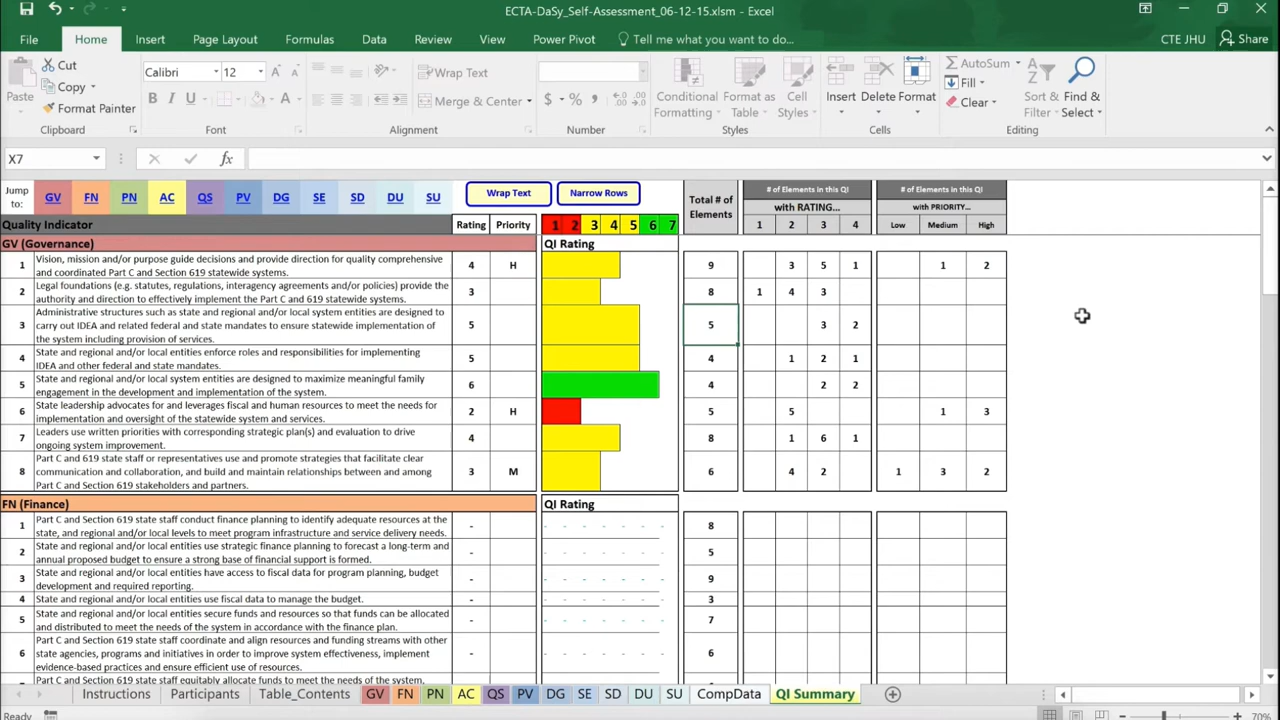 ECTA-DaSy_Self-Assessment_06-12-15.xlsm - Excel
File Home Insert Page Layout Formulas Data Review View Power Pivot Tell me what you want to do... CTE JHU Share
Cut
Copy
Format Painter
Paste
Clipboard
Calibri 12
B I U
Font
Wrap Text
Merge & Center
Alignment
$ % ,
Number
Conditional Formatting
Format as Table
Cell Styles
Styles
Insert Delete Format
Cells
AutoSum
Fill
Clear
Sort & Filter
Find & Select
Editing
X7 fx
Jump to: GV FN PN AC QS PV DG SE SD DU SU Wrap Text Narrow Rows
Total # of Elements
# of Elements in this QI with RATING...
# of Elements in this QI with PRIORITY...
Quality Indicator Rating Priority 1 2 3 4 5 6 7 1 2 3 4 Low Medium High
GV (Governance) QI Rating
1 Vision, mission and/or purpose guide decisions and provide direction for quality comprehensive
and coordinated Part C and Section 619 statewide systems. 4 H 9 3 5 1 1 2
2 Legal foundations (e.g. statutes, regulations, interagency agreements and/or policies) provide the
authority and direction to effectively implement the Part C and 619 statewide systems. 3 8 1 4 3
3 Administrative structures such as state and regional and/or local system entities are designed to
carry out IDEA and related federal and state mandates to ensure statewide implementation of
the system including provision of services. 5 5 3 2
4 State and regional and/or local entities enforce roles and responsibilities for implementing
IDEA and other federal and state mandates. 5 4 1 2 1
5 State and regional and/or local system entities are designed to maximize meaningful family
engagement in the development and implementation of the system. 6 4 2 2
6 State leadership advocates for and leverages fiscal and human resources to meet the needs for
implementation and oversight of the statewide system and services. 2 H 5 5 1 3
7 Leaders use written priorities with corresponding strategic plan(s) and evaluation to drive
ongoing system improvement. 4 8 1 6 1
8 Part C and 619 state staff or representatives use and promote strategies that facilitate clear
communication and collaboration, and build and maintain relationships between and among
Part C and Section 619 stakeholders and partners. 3 M 6 4 2 1 3 2
FN (Finance) QI Rating
1 Part C and Section 619 state staff conduct finance planning to identify adequate resources at the
state, and regional and/or local levels to meet program infrastructure and service delivery needs. - - - - - - - 8
2 State and regional and/or local entities use strategic finance planning to forecast a long-term and
annual proposed budget to ensure a strong base of financial support is formed. - - - - - - - 5
3 State and regional and/or local entities have access to fiscal data for program planning, budget
development and required reporting. - - - - - - - 9
4 State and regional and/or local entities use fiscal data to manage the budget. - - - - - - - 3
5 State and regional and/or local entities secure funds and resources so that funds can be allocated
and distributed to meet the needs of the system in accordance with the finance plan. - - - - - - - 7
6 Part C and Section 619 state staff coordinate and align resources and funding streams with other
state agencies, programs and initiatives in order to improve system effectiveness, implement
evidence-based practices and ensure efficient use of resources. - - - - - - - 6
Part C and Section 619 state staff equitably allocate funds to meet the needs of the
Instructions Participants Table_Contents GV FN PN AC QS PV DG SE SD DU SU CompData QI Summary
Ready 70%